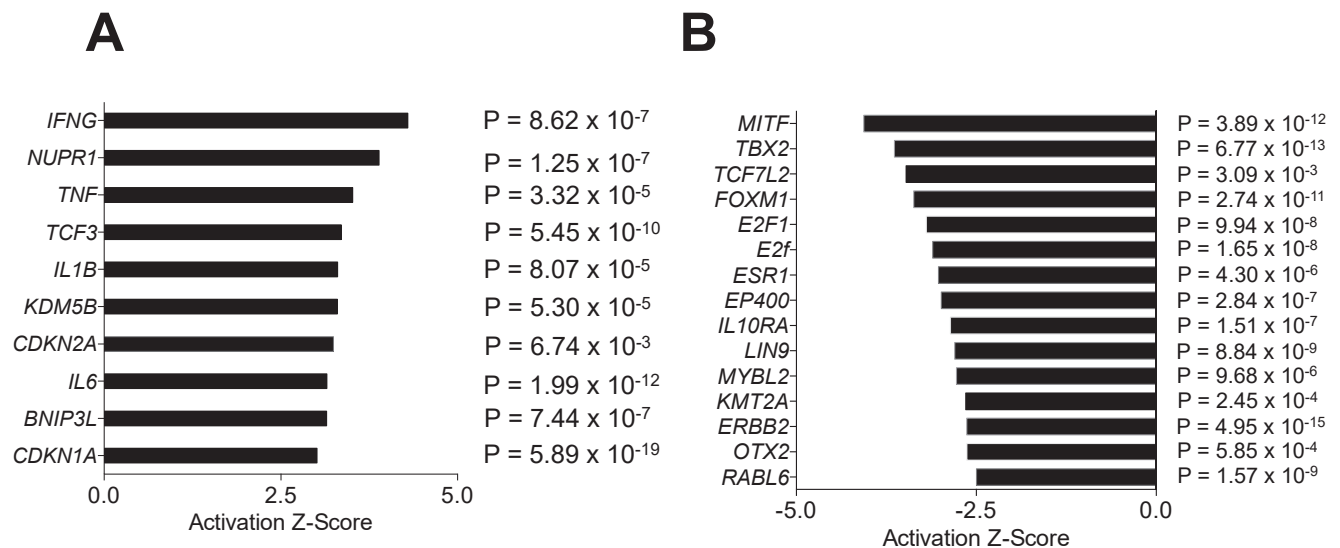 A
IFNG P = 8.62 x 10-7
NUPR1 P = 1.25 x 10-7
TNF P = 3.32 x 10-5
TCF3 P = 5.45 x 10-10
IL1B P = 8.07 x 10-5
KDM5B P = 5.30 x 10-5
CDKN2A P = 6.74 x 10-3
IL6 P = 1.99 x 10-12
BNIP3L P = 7.44 x 10-7
CDKN1A P = 5.89 x 10-19
0.0 2.5 5.0
Activation Z-Score
B
MITF P = 3.89 x 10-12
TBX2 P = 6.77 x 10-13
TCF7L2 P = 3.09 x 10-3
FOXM1 P = 2.74 x 10-11
E2F1 P = 9.94 x 10-8
E2f P = 1.65 x 10-8
ESR1 P = 4.30 x 10-6
EP400 P = 2.84 x 10-7
IL10RA P = 1.51 x 10-7
LIN9 P = 8.84 x 10-9
MYBL2 P = 9.68 x 10-6
KMT2A P = 2.45 x 10-4
ERBB2 P = 4.95 x 10-15
OTX2 P = 5.85 x 10-4
RABL6 P = 1.57 x 10-9
-5.0 -2.5 0.0
Activation Z-Score